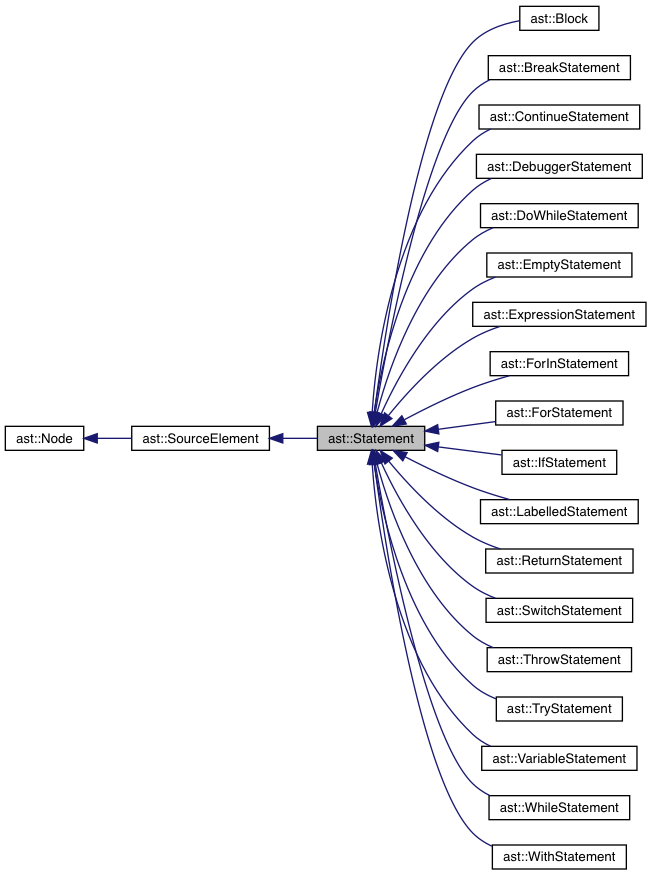 ast::Block
ast::BreakStatement
ast::ContinueStatement
ast::DebuggerStatement
ast::DoWhileStatement
ast::EmptyStatement
ast::ExpressionStatement
ast::ForInStatement
ast::ForStatement
ast::Node
ast::SourceElement
ast::Statement
ast::IfStatement
ast::LabelledStatement
ast::ReturnStatement
ast::SwitchStatement
ast::ThrowStatement
ast::TryStatement
ast::VariableStatement
ast::WhileStatement
ast::WithStatement